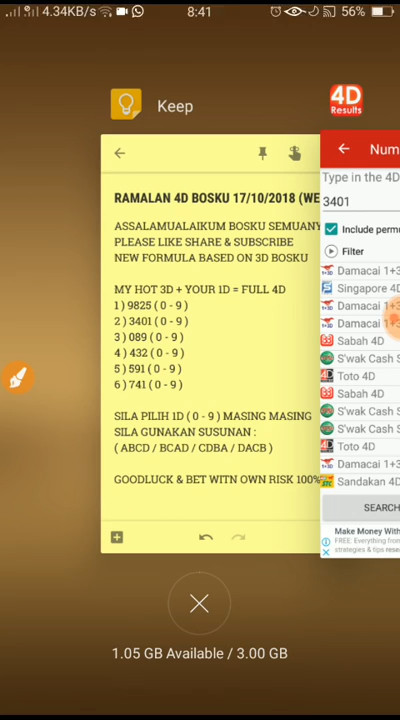 4.34KB/s
8:41
56%
Keep
4D
Results
RAMALAN 4D BOSKU 17/10/2018 (WE
ASSALAMUALAIKUM BOSKU SEMUANY
PLEASE LIKE SHARE & SUBSCRIBE
NEW FORMULA BASED ON 3D BOSKU
MY HOT 3D + YOUR 1D = FULL 4D
1 ) 9825 ( 0 - 9 )
2 ) 3401 ( 0 - 9 )
3 ) 089 ( 0 - 9 )
4 ) 432 ( 0 - 9 )
5 ) 591 ( 0 - 9 )
6 ) 741 ( 0 - 9 )
SILA PILIH 1D ( 0 - 9 ) MASING MASING
SILA GUNAKAN SUSUNAN :
( ABCD / BCAD / CDBA / DACB )
GOODLUCK & BET WITN OWN RISK 100%
Num
Type in the 4D
3401
Include permu
Filter
Damacai 1+3
Singapore 4D
Damacai 1+3
Damacai 1+3
Sabah 4D
S'wak Cash S
Toto 4D
Sabah 4D
S'wak Cash S
S'wak Cash S
Toto 4D
Damacai 1+3
Sandakan 4D
SEARCH
Make Money With
FREE: Everything from
strategies & tips rese
1.05 GB Available / 3.00 GB